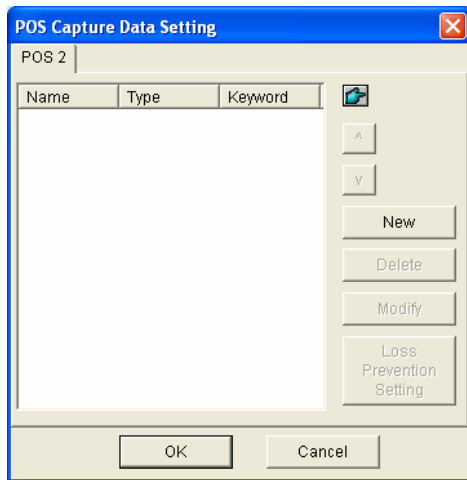 POS Capture Data Setting
POS 2
Name Type Keyword
^
v
New
Delete
Modify
Loss
Prevention
Setting
OK Cancel